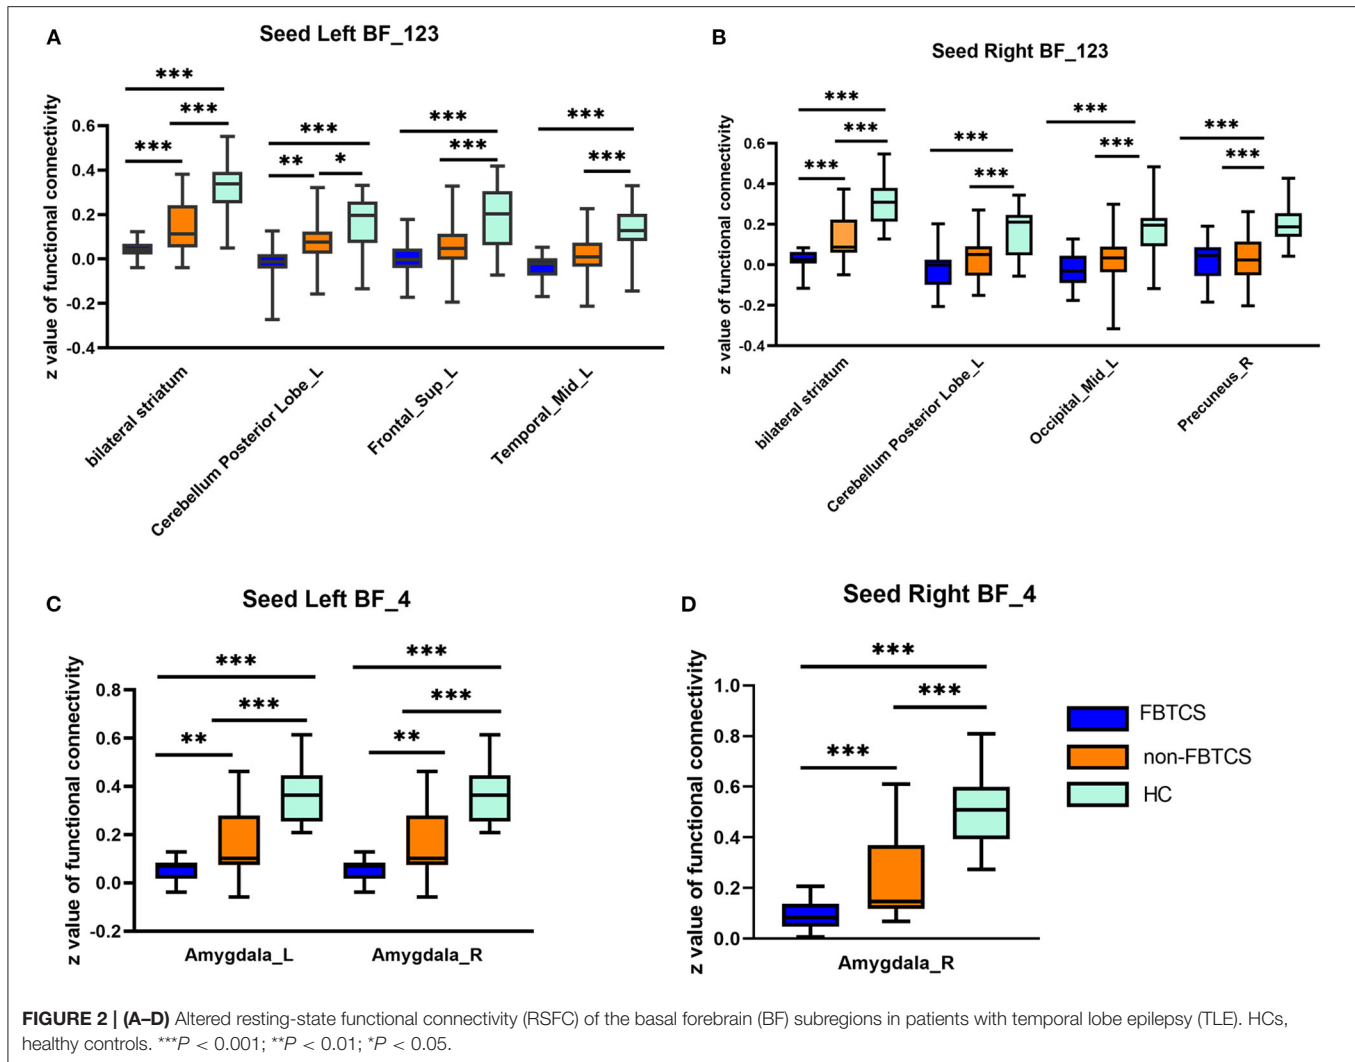 A
Seed Left BF_123
z value of functional connectivity
0.6
0.4
0.2
0.0
-0.2
-0.4
***
***
***
***
**
*
***
***
***
***
bilateral striatum
Cerebellum Posterior Lobe_L
Frontal_Sup_L
Temporal_Mid_L
B
Seed Right BF_123
z value of functional connectivity
0.6
0.4
0.2
0.0
-0.2
-0.4
***
***
***
***
***
***
***
***
***
bilateral striatum
Cerebellum Posterior Lobe_L
Occipital_Mid_L
Precuneus_R
C
Seed Left BF_4
z value of functional connectivity
0.8
0.6
0.4
0.2
0.0
-0.2
***
***
**
***
***
**
Amygdala_L
Amygdala_R
D
Seed Right BF_4
z value of functional connectivity
1.0
0.8
0.6
0.4
0.2
0.0
***
***
***
Amygdala_R
FBTCS
non-FBTCS
HC
FIGURE 2 | (A–D) Altered resting-state functional connectivity (RSFC) of the basal forebrain (BF) subregions in patients with temporal lobe epilepsy (TLE). HCs,
healthy controls. ***P < 0.001; **P < 0.01; *P < 0.05.